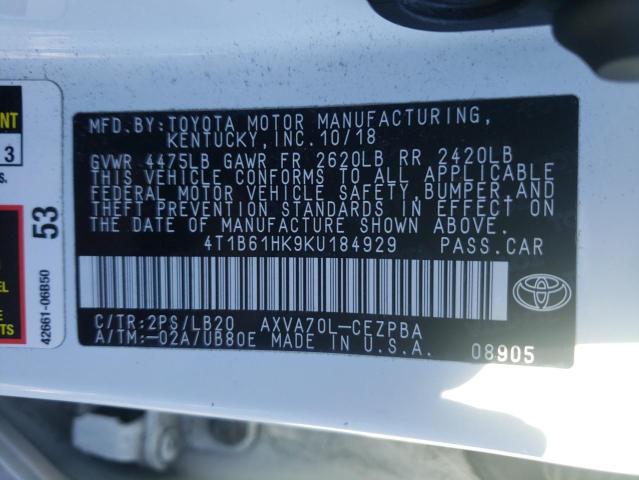 MFD.BY:TOYOTA MOTOR MANUFACTURING,
KENTUCKY, INC. 10/18
GVWR 4475LB GAWR FR 2620LB RR 2420LB
THIS VEHICLE CONFORMS TO ALL APPLICABLE
FEDERAL MOTOR VEHICLE SAFETY, BUMPER, AND
THEFT PREVENTION STANDARDS IN EFFECT ON
THE DATE OF MANUFACTURE SHOWN ABOVE.
4T1B61HK9KU184929 PASS.CAR
C/TR:2PS/LB20 AXVA70L-CEZPBA
A/TM:-02A/UB80E MADE IN U.S.A.
08905
53
42661-06B50
3